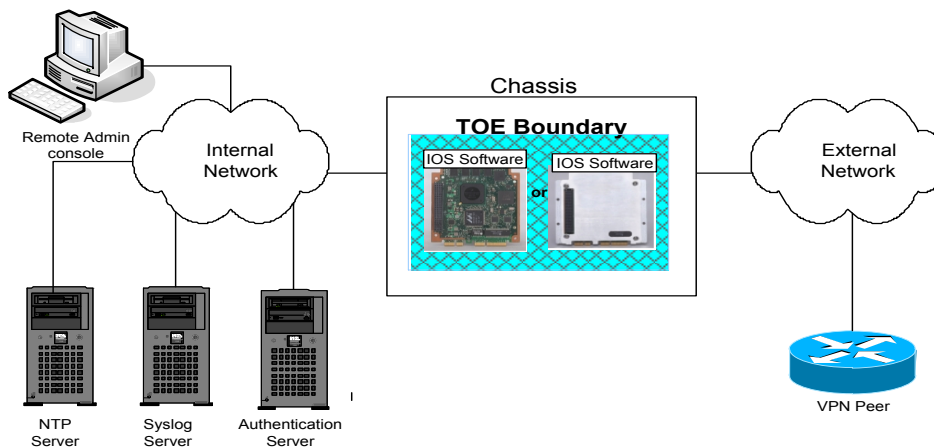 Chassis
TOE Boundary
IOS Software
IOS Software
or
Remote Admin
console
Internal
Network
External
Network
NTP
Server
Syslog
Server
Authentication
Server
VPN Peer